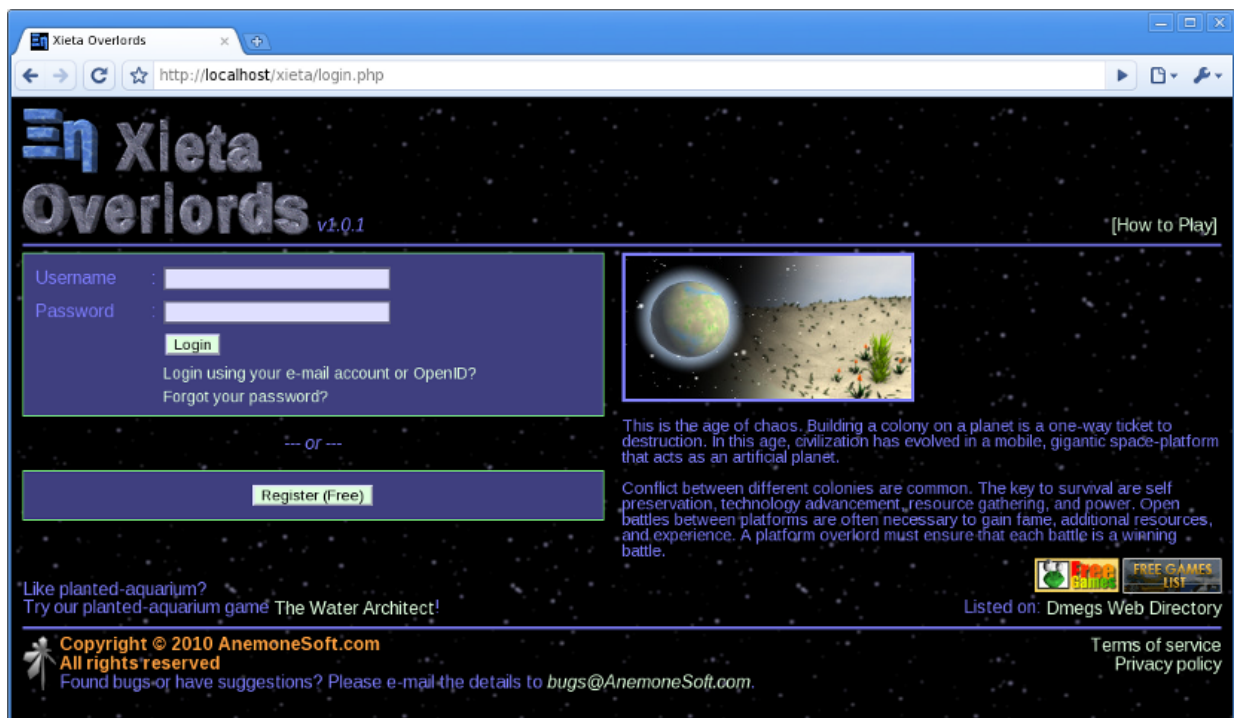 Xieta Overlords
http://localhost/xieta/login.php
Ξη Xieta
Overlords v1.0.1
[How to Play]
Username :
Password :
Login
Login using your e-mail account or OpenID?
Forgot your password?
--- or ---
Register (Free)
This is the age of chaos. Building a colony on a planet is a one-way ticket to
destruction. In this age, civilization has evolved in a mobile, gigantic space-platform
that acts as an artificial planet.
Conflict between different colonies are common. The key to survival are self
preservation, technology advancement, resource gathering, and power. Open
battles between platforms are often necessary to gain fame, additional resources,
and experience. A platform overlord must ensure that each battle is a winning
battle.
Free Games
FREE GAMES
LIST
Like planted-aquarium?
Try our planted-aquarium game The Water Architect!
Listed on: Dmegs Web Directory
Copyright © 2010 AnemoneSoft.com
All rights reserved
Found bugs or have suggestions? Please e-mail the details to bugs@AnemoneSoft.com.
Terms of service
Privacy policy